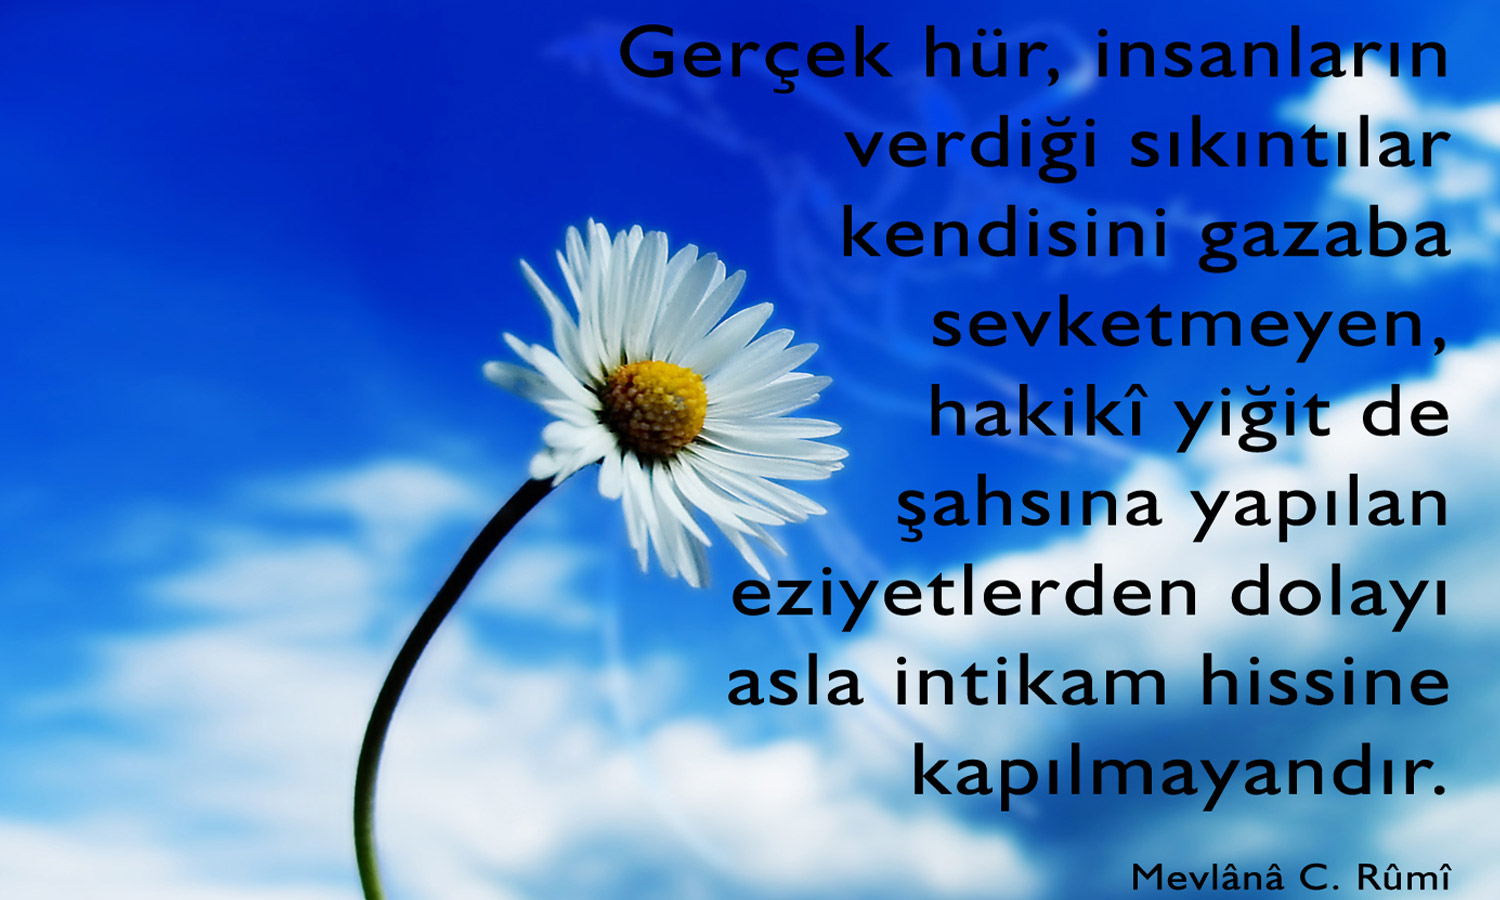 Gerçek hür, insanların
verdiği sıkıntılar
kendisini gazaba
sevketmeyen,
hakikî yiğit de
şahsına yapılan
eziyetlerden dolayı
asla intikam hissine
kapılmayandır.
Mevlânâ C. Rûmî